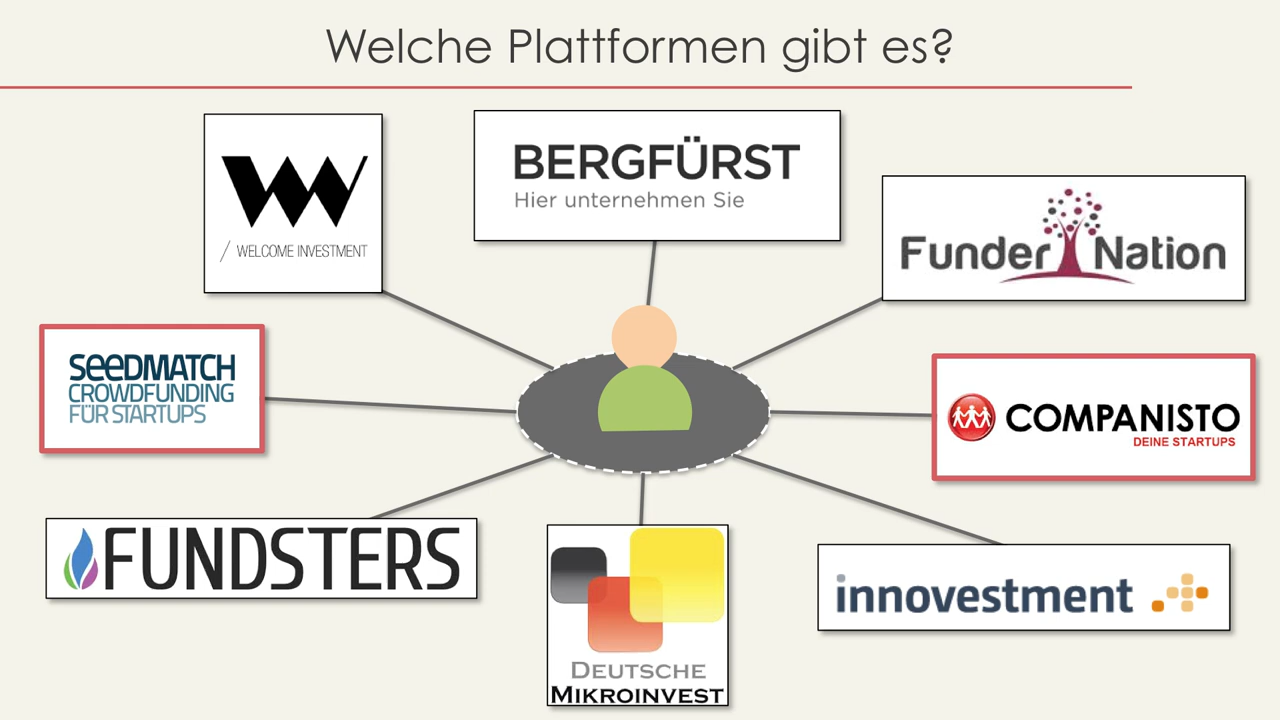 Welche Plattformen gibt es?
/ WELCOME INVESTMENT
BERGFÜRST
Hier unternehmen Sie
Funder Nation
SEEDMATCH
CROWDFUNDING
FÜR STARTUPS
COMPANISTO
DEINE STARTUPS
FUNDSTERS
DEUTSCHE
MIKROINVEST
innovestment